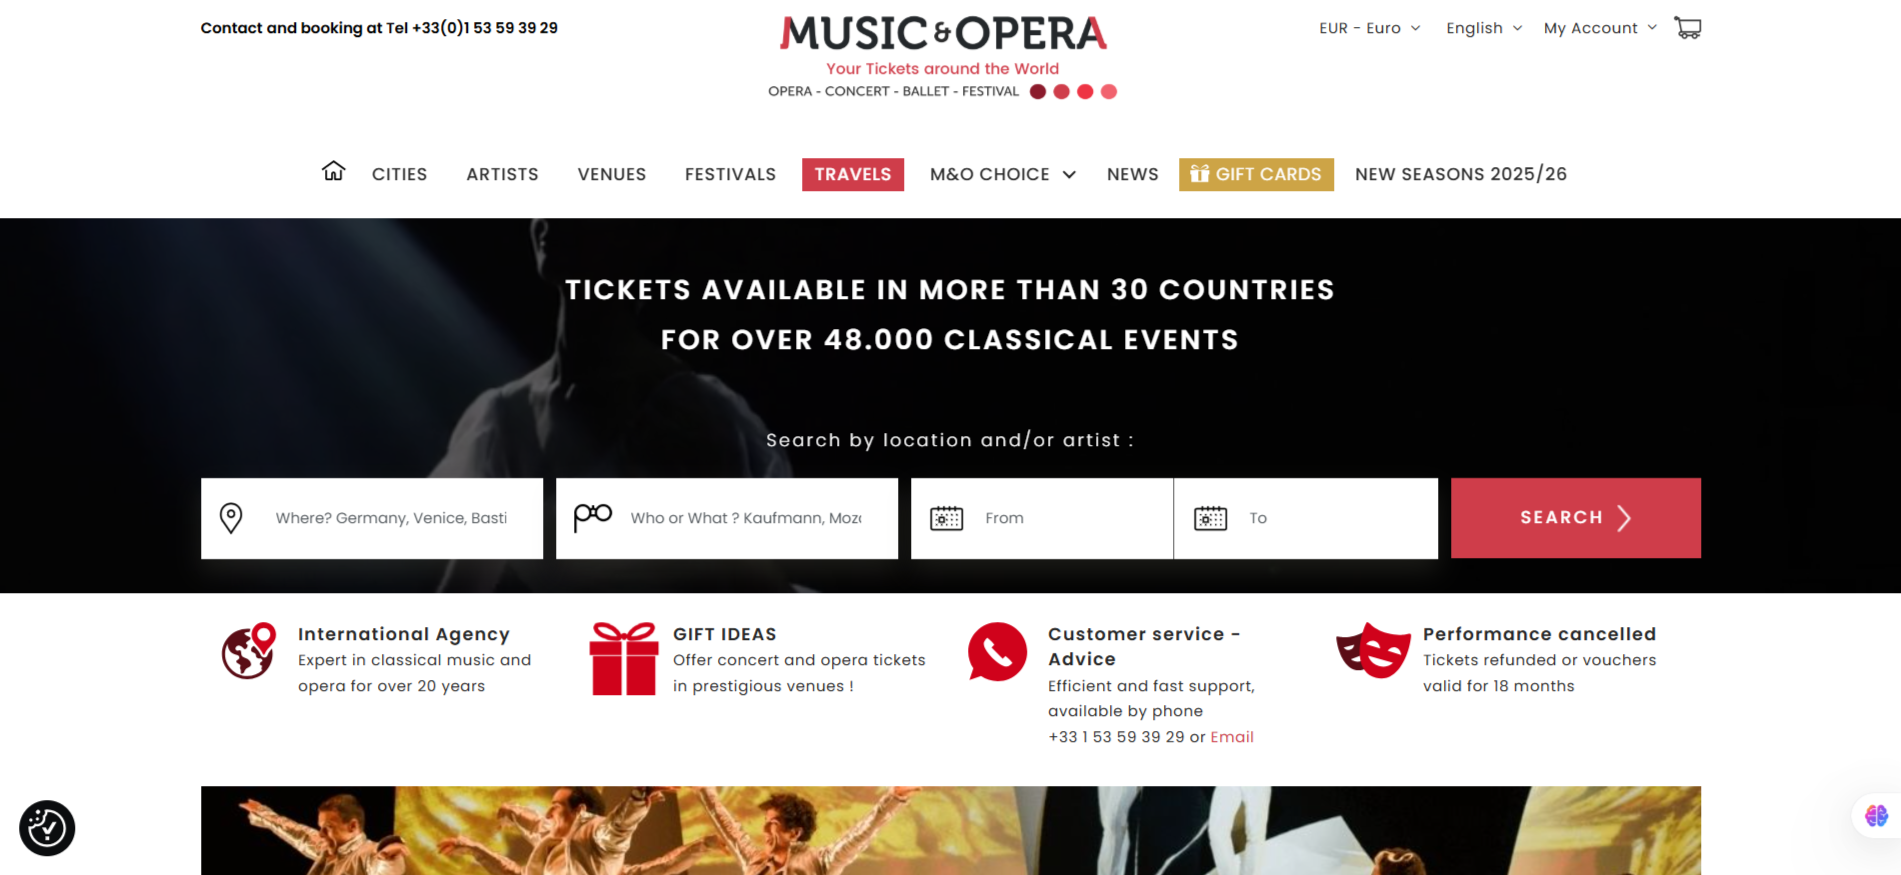 Contact and booking at Tel +33(0)1 53 59 39 29
MUSIC & OPERA
Your Tickets around the World
OPERA - CONCERT - BALLET - FESTIVAL
EUR - Euro
English
My Account
CITIES
ARTISTS
VENUES
FESTIVALS
TRAVELS
M&O CHOICE
NEWS
GIFT CARDS
NEW SEASONS 2025/26
TICKETS AVAILABLE IN MORE THAN 30 COUNTRIES
FOR OVER 48.000 CLASSICAL EVENTS
Search by location and/or artist :
Where? Germany, Venice, Basti
Who or What ? Kaufmann, Moz
From
To
SEARCH
International Agency
Expert in classical music and
opera for over 20 years
GIFT IDEAS
Offer concert and opera tickets
in prestigious venues !
Customer service -
Advice
Efficient and fast support,
available by phone
+33 1 53 59 39 29 or Email
Performance cancelled
Tickets refunded or vouchers
valid for 18 months